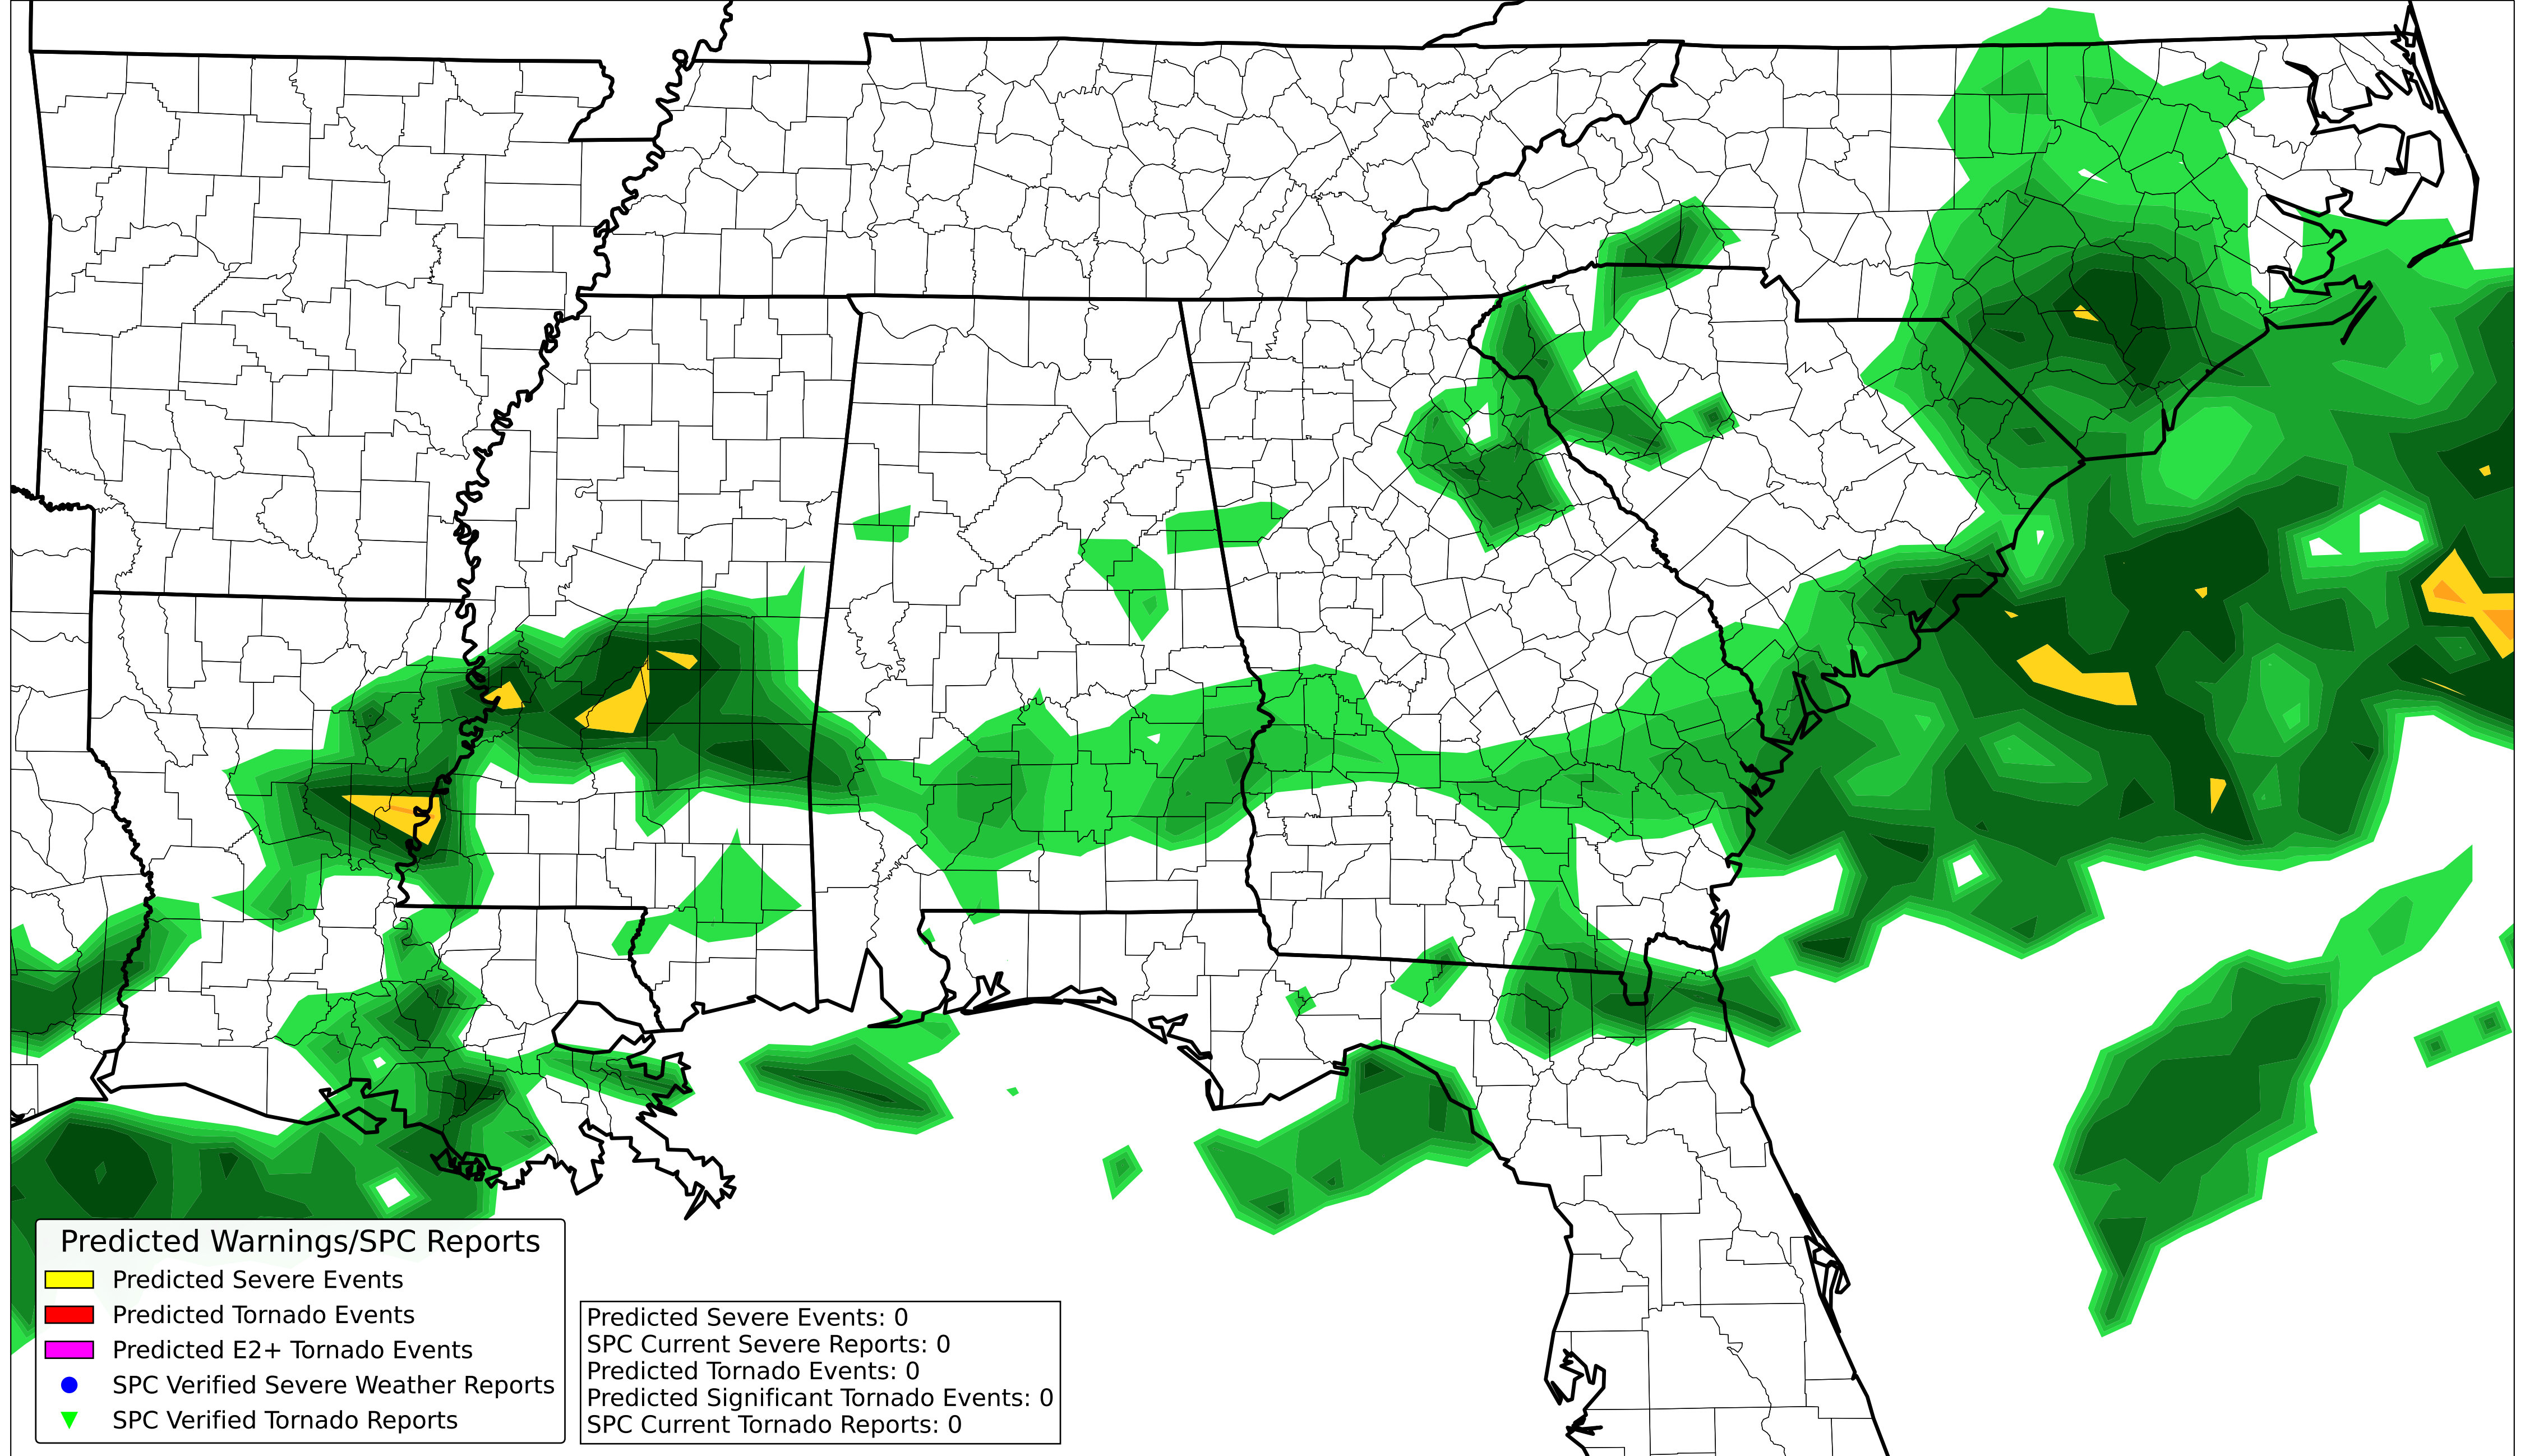 Predicted Warnings/SPC Reports
Predicted Severe Events
Predicted Tornado Events
Predicted E2+ Tornado Events
SPC Verified Severe Weather Reports
SPC Verified Tornado Reports
Predicted Severe Events: 0
SPC Current Severe Reports: 0
Predicted Tornado Events: 0
Predicted Significant Tornado Events: 0
SPC Current Tornado Reports: 0